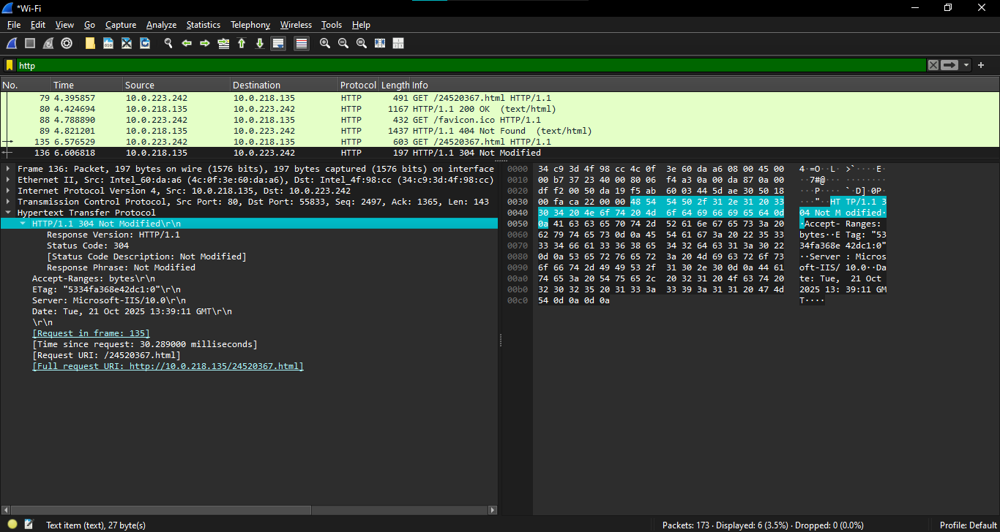 *Wi-Fi
File Edit View Go Capture Analyze Statistics Telephony Wireless Tools Help
http
No. Time Source Destination Protocol Length Info
79 4.395857 10.0.223.242 10.0.218.135 HTTP 491 GET /24520367.html HTTP/1.1
80 4.424694 10.0.218.135 10.0.223.242 HTTP 1167 HTTP/1.1 200 OK (text/html)
88 4.788890 10.0.223.242 10.0.218.135 HTTP 432 GET /favicon.ico HTTP/1.1
89 4.821201 10.0.218.135 10.0.223.242 HTTP 1437 HTTP/1.1 404 Not Found (text/html)
135 6.576529 10.0.223.242 10.0.218.135 HTTP 603 GET /24520367.html HTTP/1.1
136 6.606818 10.0.218.135 10.0.223.242 HTTP 197 HTTP/1.1 304 Not Modified
Frame 136: Packet, 197 bytes on wire (1576 bits), 197 bytes captured (1576 bits) on interface
Ethernet II, Src: Intel_60:da:a6 (4c:0f:3e:60:da:a6), Dst: Intel_4f:98:cc (34:c9:3d:4f:98:cc)
Internet Protocol Version 4, Src: 10.0.218.135, Dst: 10.0.223.242
Transmission Control Protocol, Src Port: 80, Dst Port: 55833, Seq: 2497, Ack: 1365, Len: 143
Hypertext Transfer Protocol
HTTP/1.1 304 Not Modified\r\n
Response Version: HTTP/1.1
Status Code: 304
[Status Code Description: Not Modified]
Response Phrase: Not Modified
Accept-Ranges: bytes\r\n
ETag: "5334fa368e42dc1:0"\r\n
Server: Microsoft-IIS/10.0\r\n
Date: Tue, 21 Oct 2025 13:39:11 GMT\r\n
\r\n
[Request in frame: 135]
[Time since request: 30.289000 milliseconds]
[Request URI: /24520367.html]
[Full request URI: http://10.0.218.135/24520367.html]
0000 34 c9 3d 4f 98 cc 4c 0f 3e 60 da a6 08 00 45 00 4·=O··L· >`····E·
0010 00 b7 37 23 40 00 80 06 f4 a3 0a 00 da 87 0a 00 ··7#@··· ········
0020 df f2 00 50 da 19 f5 ab 60 03 44 5d ae 30 50 18 ···P···· `·D]·0P·
0030 00 fa ca 22 00 00 48 54 54 50 2f 31 2e 31 20 33 ···"··HT TP/1.1 3
0040 30 34 20 4e 6f 74 20 4d 6f 64 69 66 69 65 64 0d 04 Not M odified·
0050 0a 41 63 63 65 70 74 2d 52 61 6e 67 65 73 3a 20 ·Accept- Ranges:
0060 62 79 74 65 73 0d 0a 45 54 61 67 3a 20 22 35 33 bytes··E Tag: "53
0070 33 34 66 61 33 36 38 65 34 32 64 63 31 3a 30 22 34fa368e 42dc1:0"
0080 0d 0a 53 65 72 76 65 72 3a 20 4d 69 63 72 6f 73 ··Server : Micros
0090 6f 66 74 2d 49 49 53 2f 31 30 2e 30 0d 0a 44 61 oft-IIS/ 10.0··Da
00a0 74 65 3a 20 54 75 65 2c 20 32 31 20 4f 63 74 20 te: Tue, 21 Oct
00b0 32 30 32 35 20 31 33 3a 33 39 3a 31 31 20 47 4d 2025 13: 39:11 GM
00c0 54 0d 0a 0d 0a T····
Text item (text), 27 byte(s)
Packets: 173 · Displayed: 6 (3.5%) · Dropped: 0 (0.0%)
Profile: Default